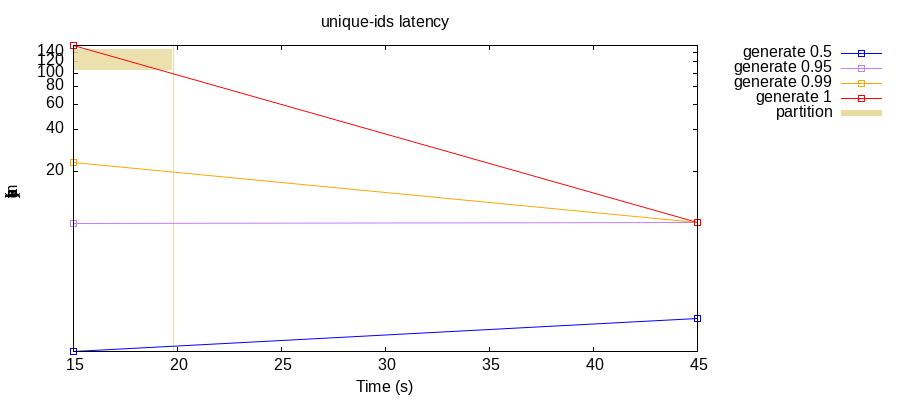 unique-ids latency
generate 0.5
generate 0.95
generate 0.99
generate 1
partition
140
120
100
80
60
40
20
15 20 25 30 35 40 45
Time (s)